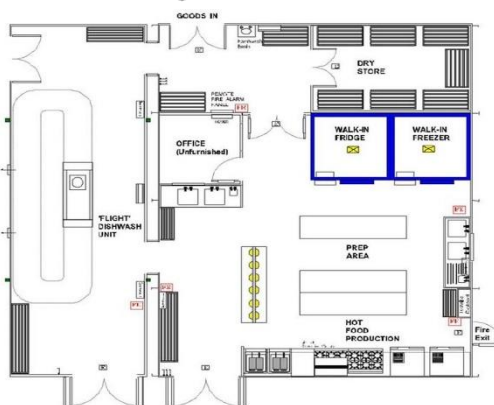 GOODS IN
DRY
STORE
REMOTE
FIRE ALARM
PANEL
OFFICE
(Unfurnished)
WALK-IN
FRIDGE
WALK-IN
FREEZER
'FLIGHT'
DISHWASH
UNIT
PREP
AREA
HOT
FOOD
PRODUCTION
Fire
Exit